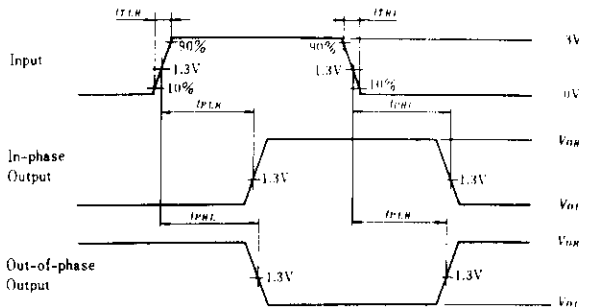 tTLH tTHL
90% 90% 3V
Input 1.3V 1.3V
10% 10% 0V
tPLH tPHL
VOH
In-phase
Output 1.3V 1.3V
VOL
tPHL tPLH
VOH
Out-of-phase
Output 1.3V 1.3V
VOL